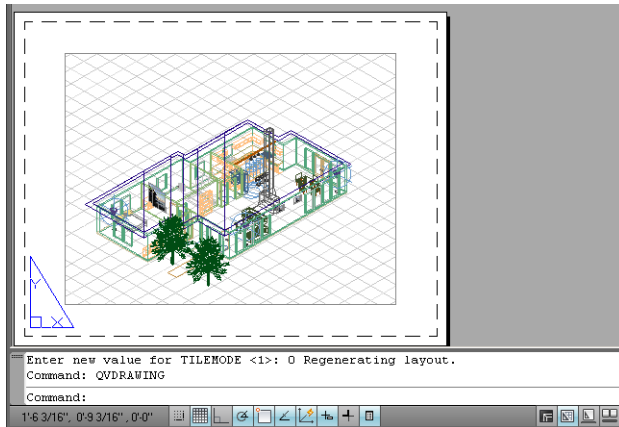 Y
X
Enter new value for TILEMODE <1>: 0 Regenerating layout.
Command: QVDRAWING
Command:
1'-6 3/16", 0'-9 3/16" , 0'-0"